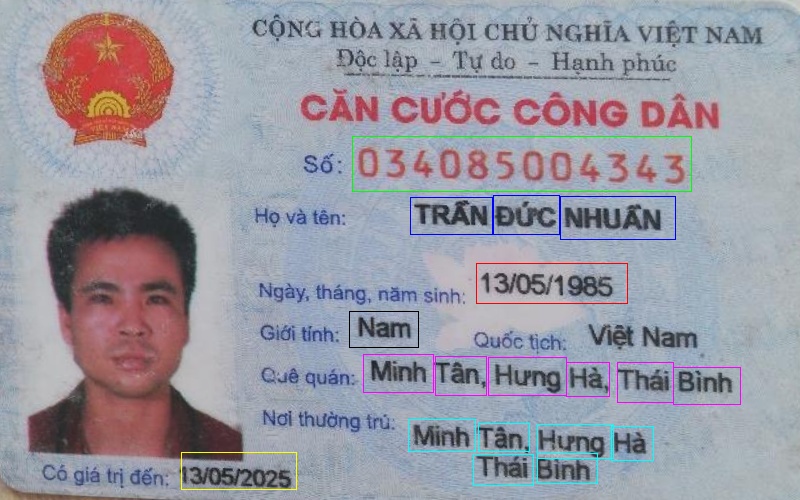 CỘNG HÒA XÃ HỘI CHỦ NGHĨA VIỆT NAM
Độc lập - Tự do - Hạnh phúc
CĂN CƯỚC CÔNG DÂN
Số: 034085004343
Họ và tên: TRẦN ĐỨC NHUẤN
Ngày, tháng, năm sinh: 13/05/1985
Giới tính: Nam Quốc tịch: Việt Nam
Quê quán: Minh Tân, Hưng Hà, Thái Bình
Nơi thường trú: Minh Tân, Hưng Hà
Thái Bình
Có giá trị đến: 13/05/2025